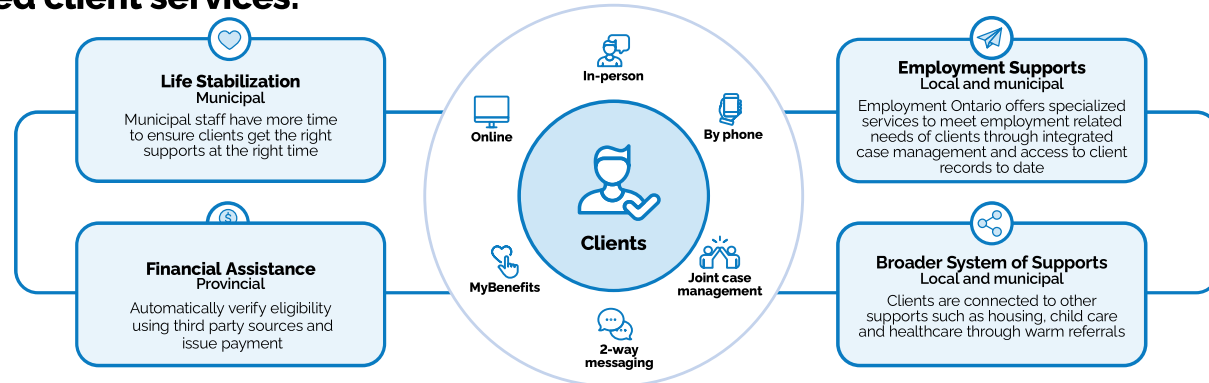 ed client services.
Life Stabilization
Municipal
Municipal staff have more time
to ensure clients get the right
supports at the right time
Financial Assistance
Provincial
Automatically verify eligibility
using third party sources and
issue payment
In-person
Online
By phone
Clients
MyBenefits
Joint case
management
2-way
messaging
Employment Supports
Local and municipal
Employment Ontario offers specialized
services to meet employment related
needs of clients through integrated
case management and access to client
records to date
Broader System of Supports
Local and municipal
Clients are connected to other
supports such as housing, child care
and healthcare through warm referrals